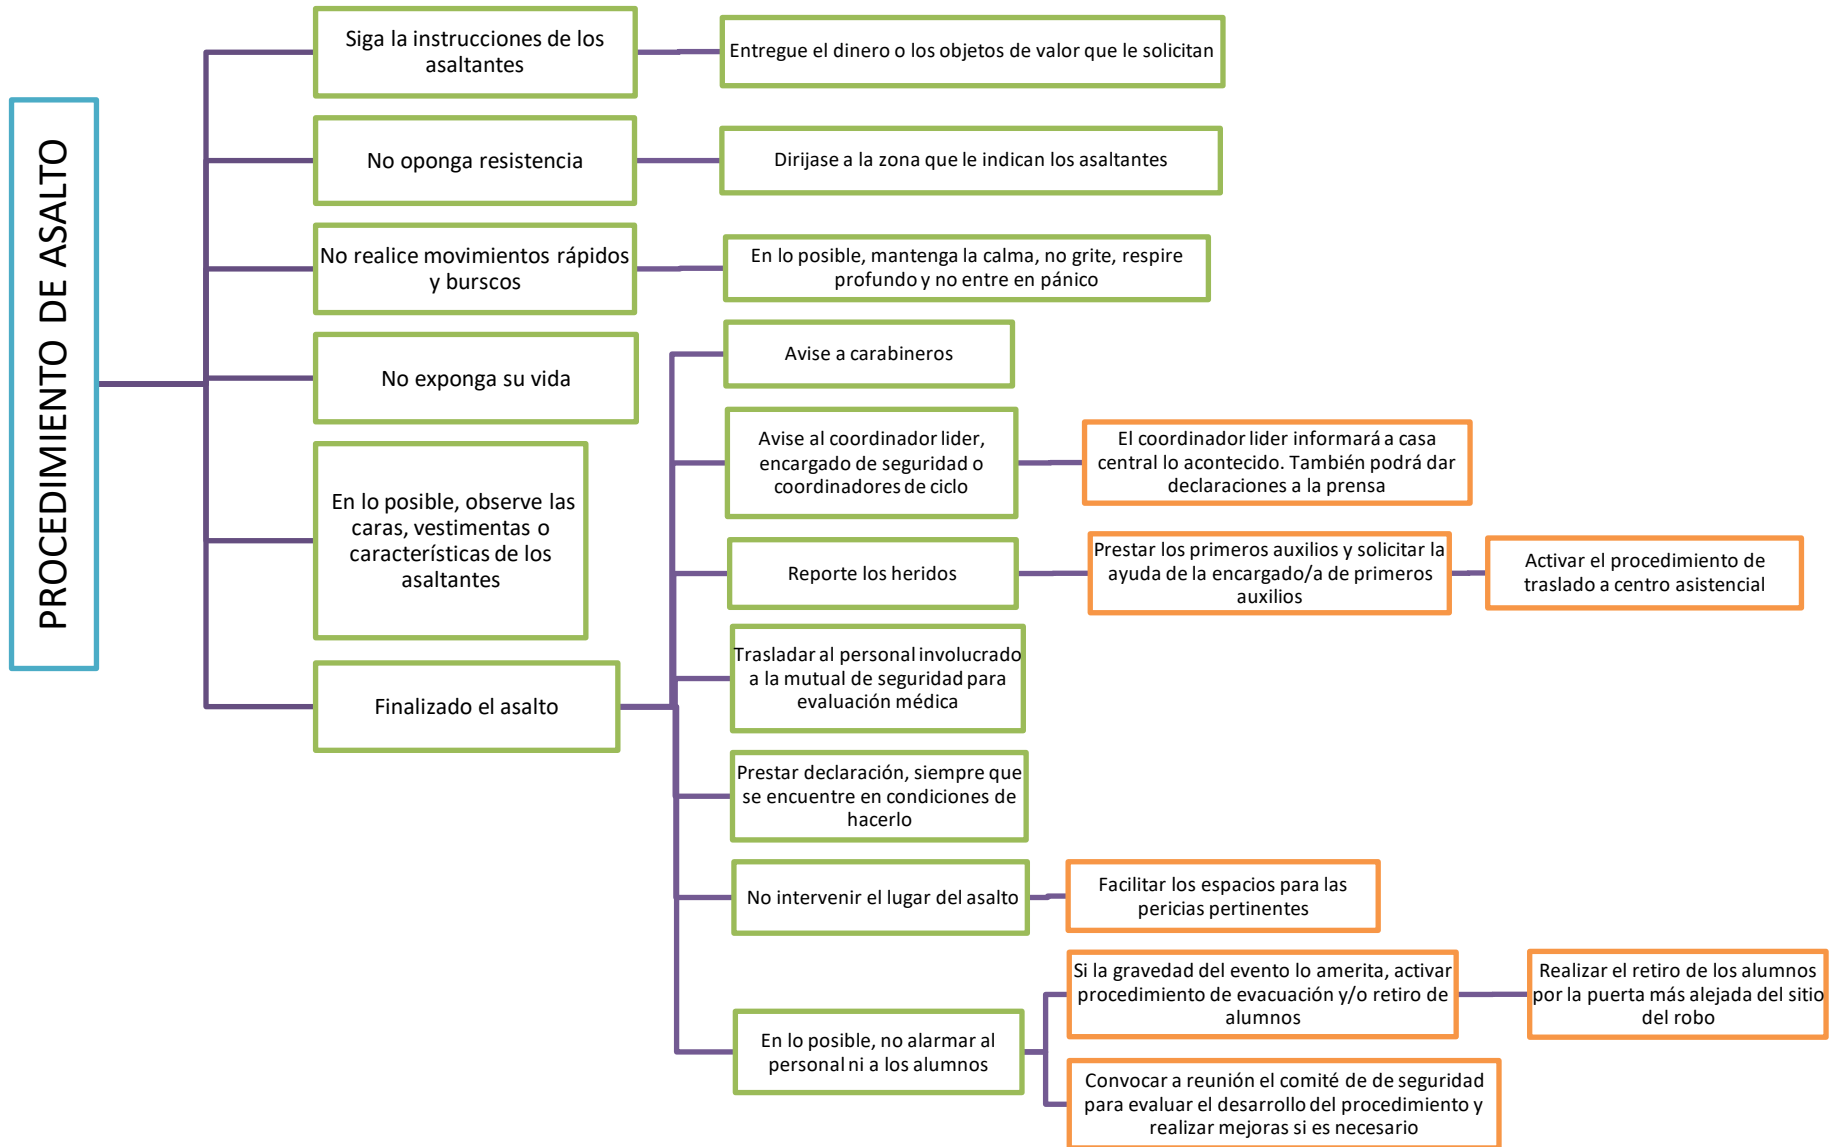 PROCEDIMIENTO DE ASALTO
Siga la instrucciones de los
asaltantes
Entregue el dinero o los objetos de valor que le solicitan
No oponga resistencia
Dirijase a la zona que le indican los asaltantes
No realice movimientos rápidos
y burscos
En lo posible, mantenga la calma, no grite, respire
profundo y no entre en pánico
No exponga su vida
En lo posible, observe las
caras, vestimentas o
características de los
asaltantes
Finalizado el asalto
Avise a carabineros
Avise al coordinador lider,
encargado de seguridad o
coordinadores de ciclo
El coordinador lider informará a casa
central lo acontecido. También podrá dar
declaraciones a la prensa
Reporte los heridos
Prestar los primeros auxilios y solicitar la
ayuda de la encargado/a de primeros
auxilios
Activar el procedimiento de
traslado a centro asistencial
Trasladar al personal involucrado
a la mutual de seguridad para
evaluación médica
Prestar declaración, siempre que
se encuentre en condiciones de
hacerlo
No intervenir el lugar del asalto
Facilitar los espacios para las
pericias pertinentes
En lo posible, no alarmar al
personal ni a los alumnos
Si la gravedad del evento lo amerita, activar
procedimiento de evacuación y/o retiro de
alumnos
Realizar el retiro de los alumnos
por la puerta más alejada del sitio
del robo
Convocar a reunión el comité de de seguridad
para evaluar el desarrollo del procedimiento y
realizar mejoras si es necesario